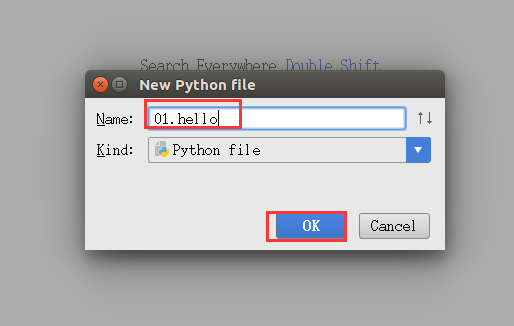 Search Everywhere Double Shift
New Python file
Name: 01.hello
Kind: Python file
OK Cancel